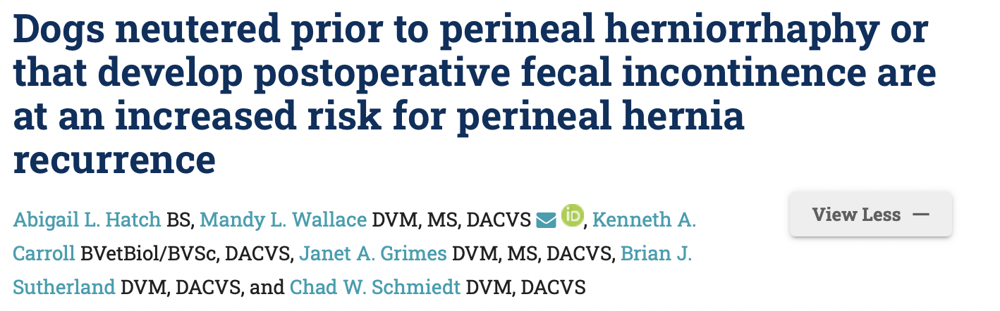 Dogs neutered prior to perineal herniorrhaphy or
that develop postoperative fecal incontinence are
at an increased risk for perineal hernia
recurrence
Abigail L. Hatch BS, Mandy L. Wallace DVM, MS, DACVS iD, Kenneth A.
Carroll BVetBiol/BVSc, DACVS, Janet A. Grimes DVM, MS, DACVS, Brian J.
Sutherland DVM, DACVS, and Chad W. Schmiedt DVM, DACVS
View Less —